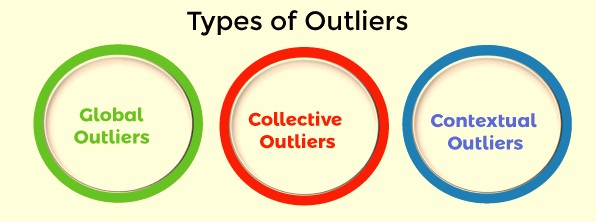 Types of Outliers
Global
Outliers
Collective
Outliers
Contextual
Outliers